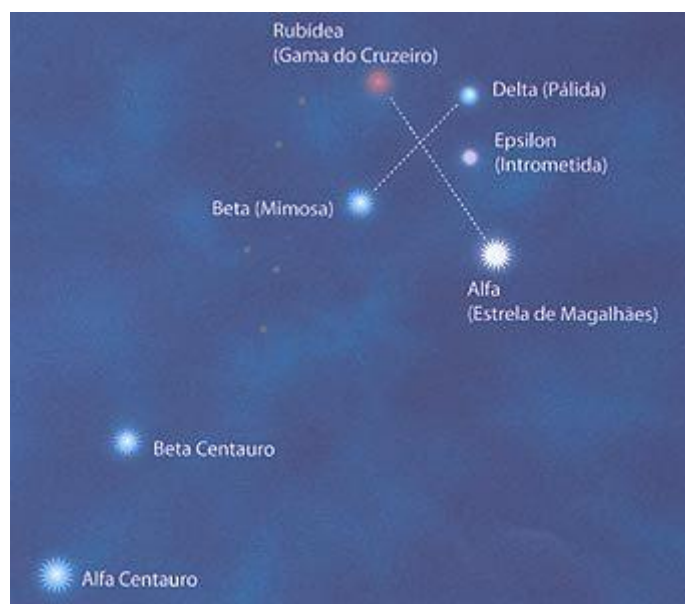 Rubídea
(Gama do Cruzeiro)
Delta (Pálida)
Epsilon
(Intrometida)
Beta (Mimosa)
Alfa
(Estrela de Magalhães)
Beta Centauro
Alfa Centauro